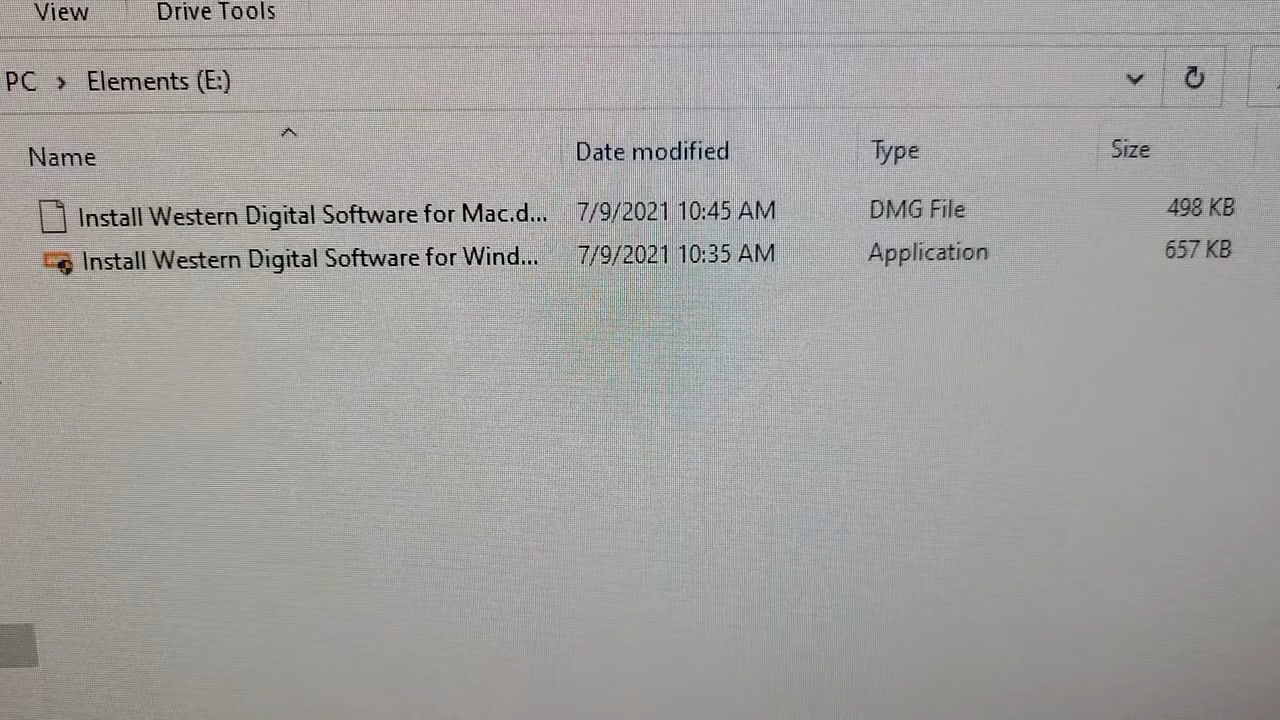 View Drive Tools
PC › Elements (E:)
Name Date modified Type Size
Install Western Digital Software for Mac.d... 7/9/2021 10:45 AM DMG File 498 KB
Install Western Digital Software for Wind... 7/9/2021 10:35 AM Application 657 KB